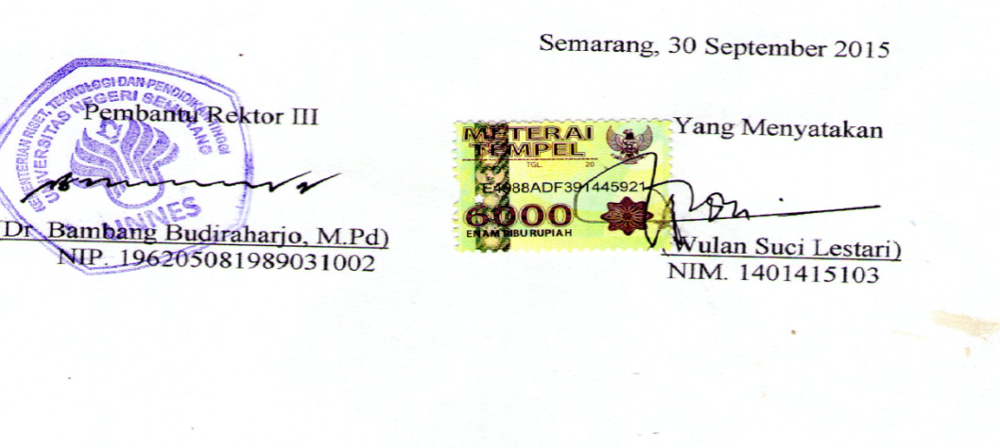 Semarang, 30 September 2015
KEMENTERIAN RISET, TEKNOLOGI DAN PENDIDIKAN TINGGI
UNIVERSITAS NEGERI SEMARANG
UNNES
Pembantu Rektor III
(Dr. Bambang Budiraharjo, M.Pd)
NIP. 196205081989031002
METERAI
TEMPEL
TGL. 20
E4988ADF391445921
6000
ENAM RIBU RUPIAH
Yang Menyatakan
(Wulan Suci Lestari)
NIM. 1401415103